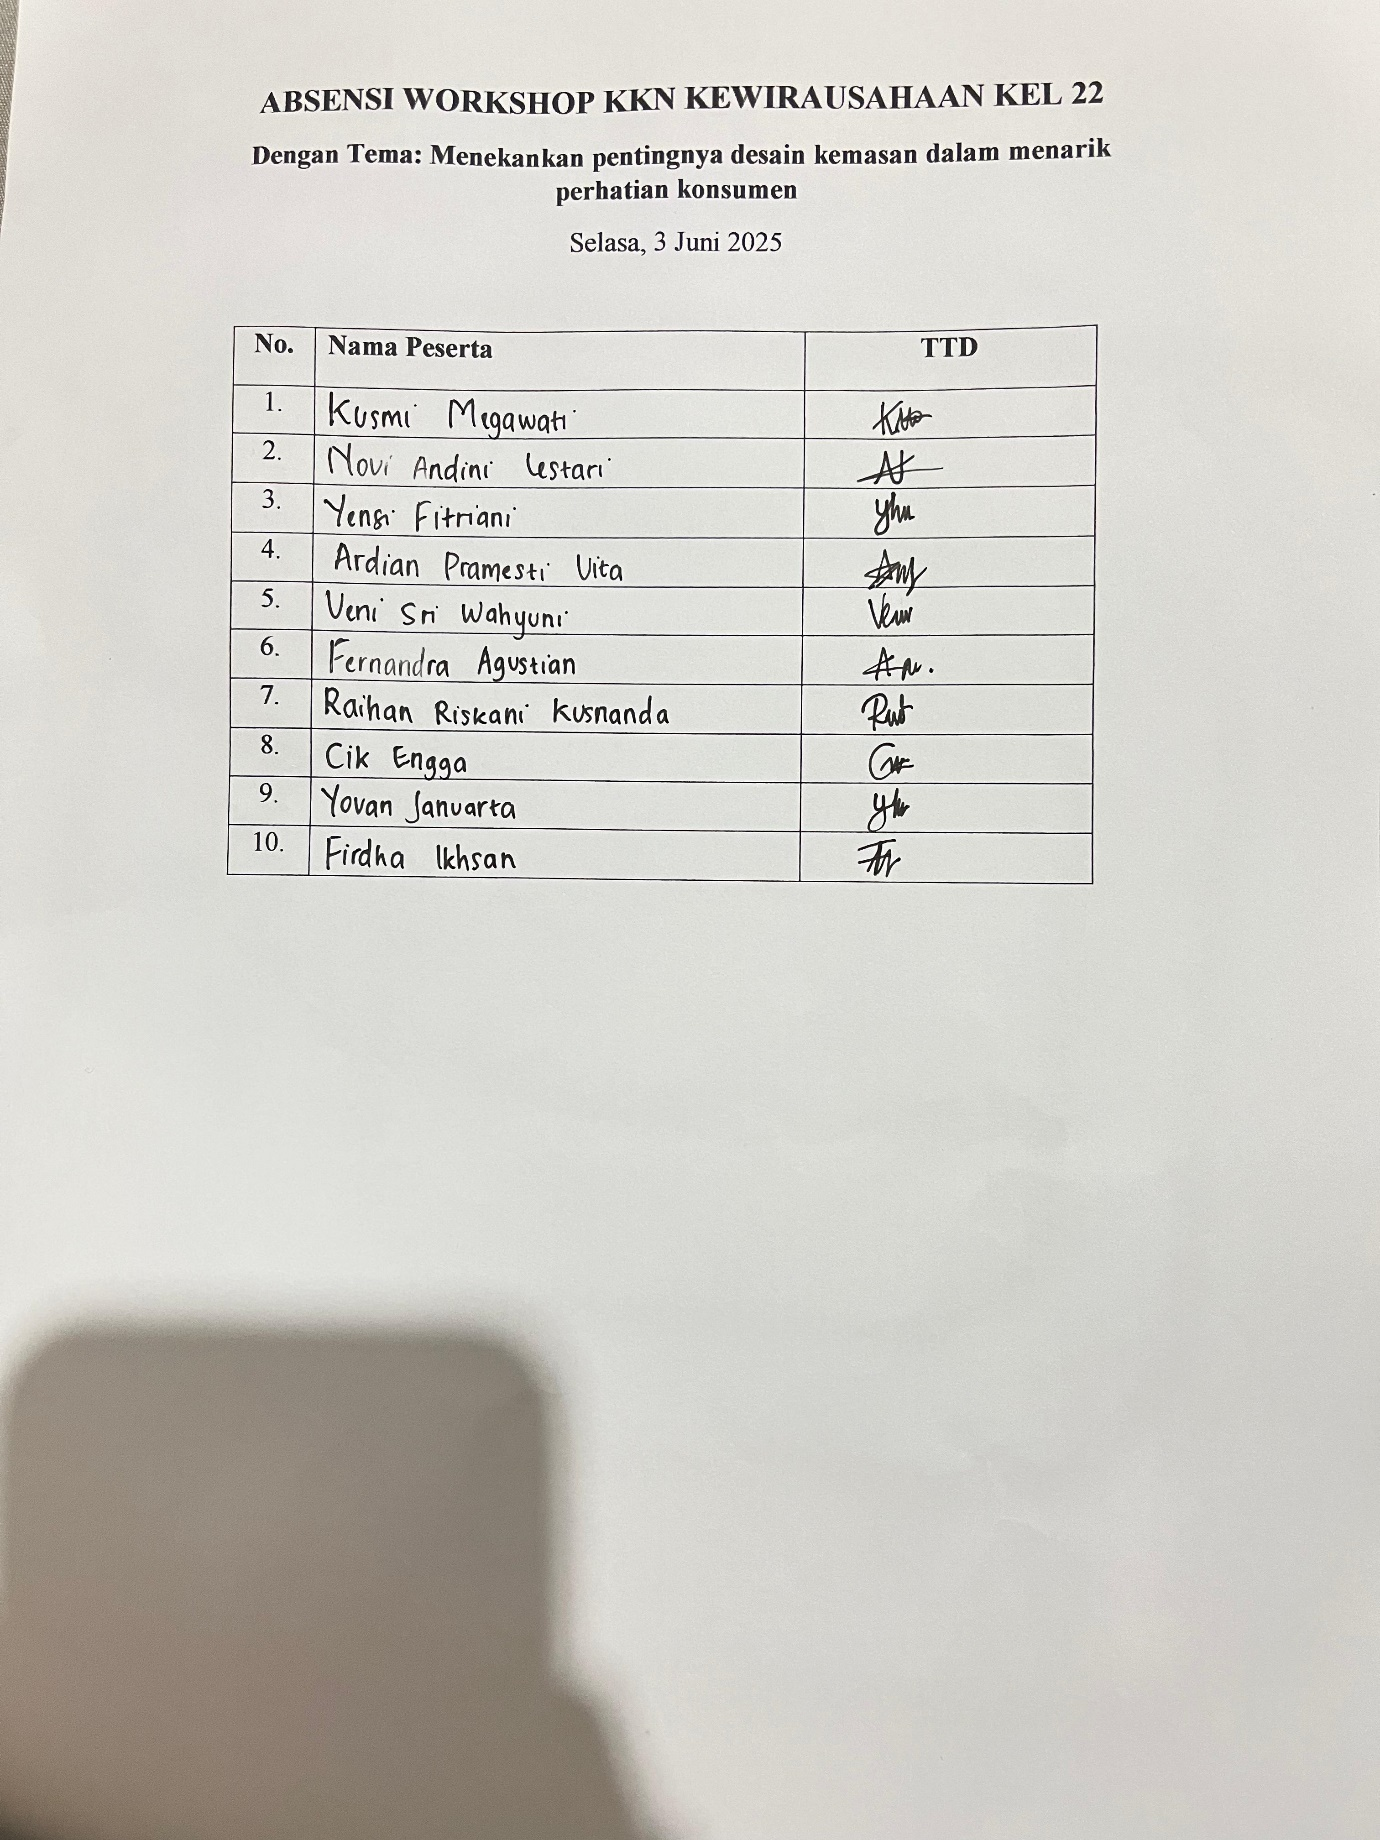 ABSENSI WORKSHOP KKN KEWIRAUSAHAAN KEL 22
Dengan Tema: Menekankan pentingnya desain kemasan dalam menarik
perhatian konsumen
Selasa, 3 Juni 2025
No. Nama Peserta TTD
1. Kusmi Megawati
2. Novi Andini Lestari
3. Yensi Fitriani
4. Ardian Pramesti Vita
5. Veni Sri Wahyuni
6. Fernandra Agustian
7. Raihan Riskani Kusnanda
8. Cik Engga
9. Yovan Januarta
10. Firdha Ikhsan